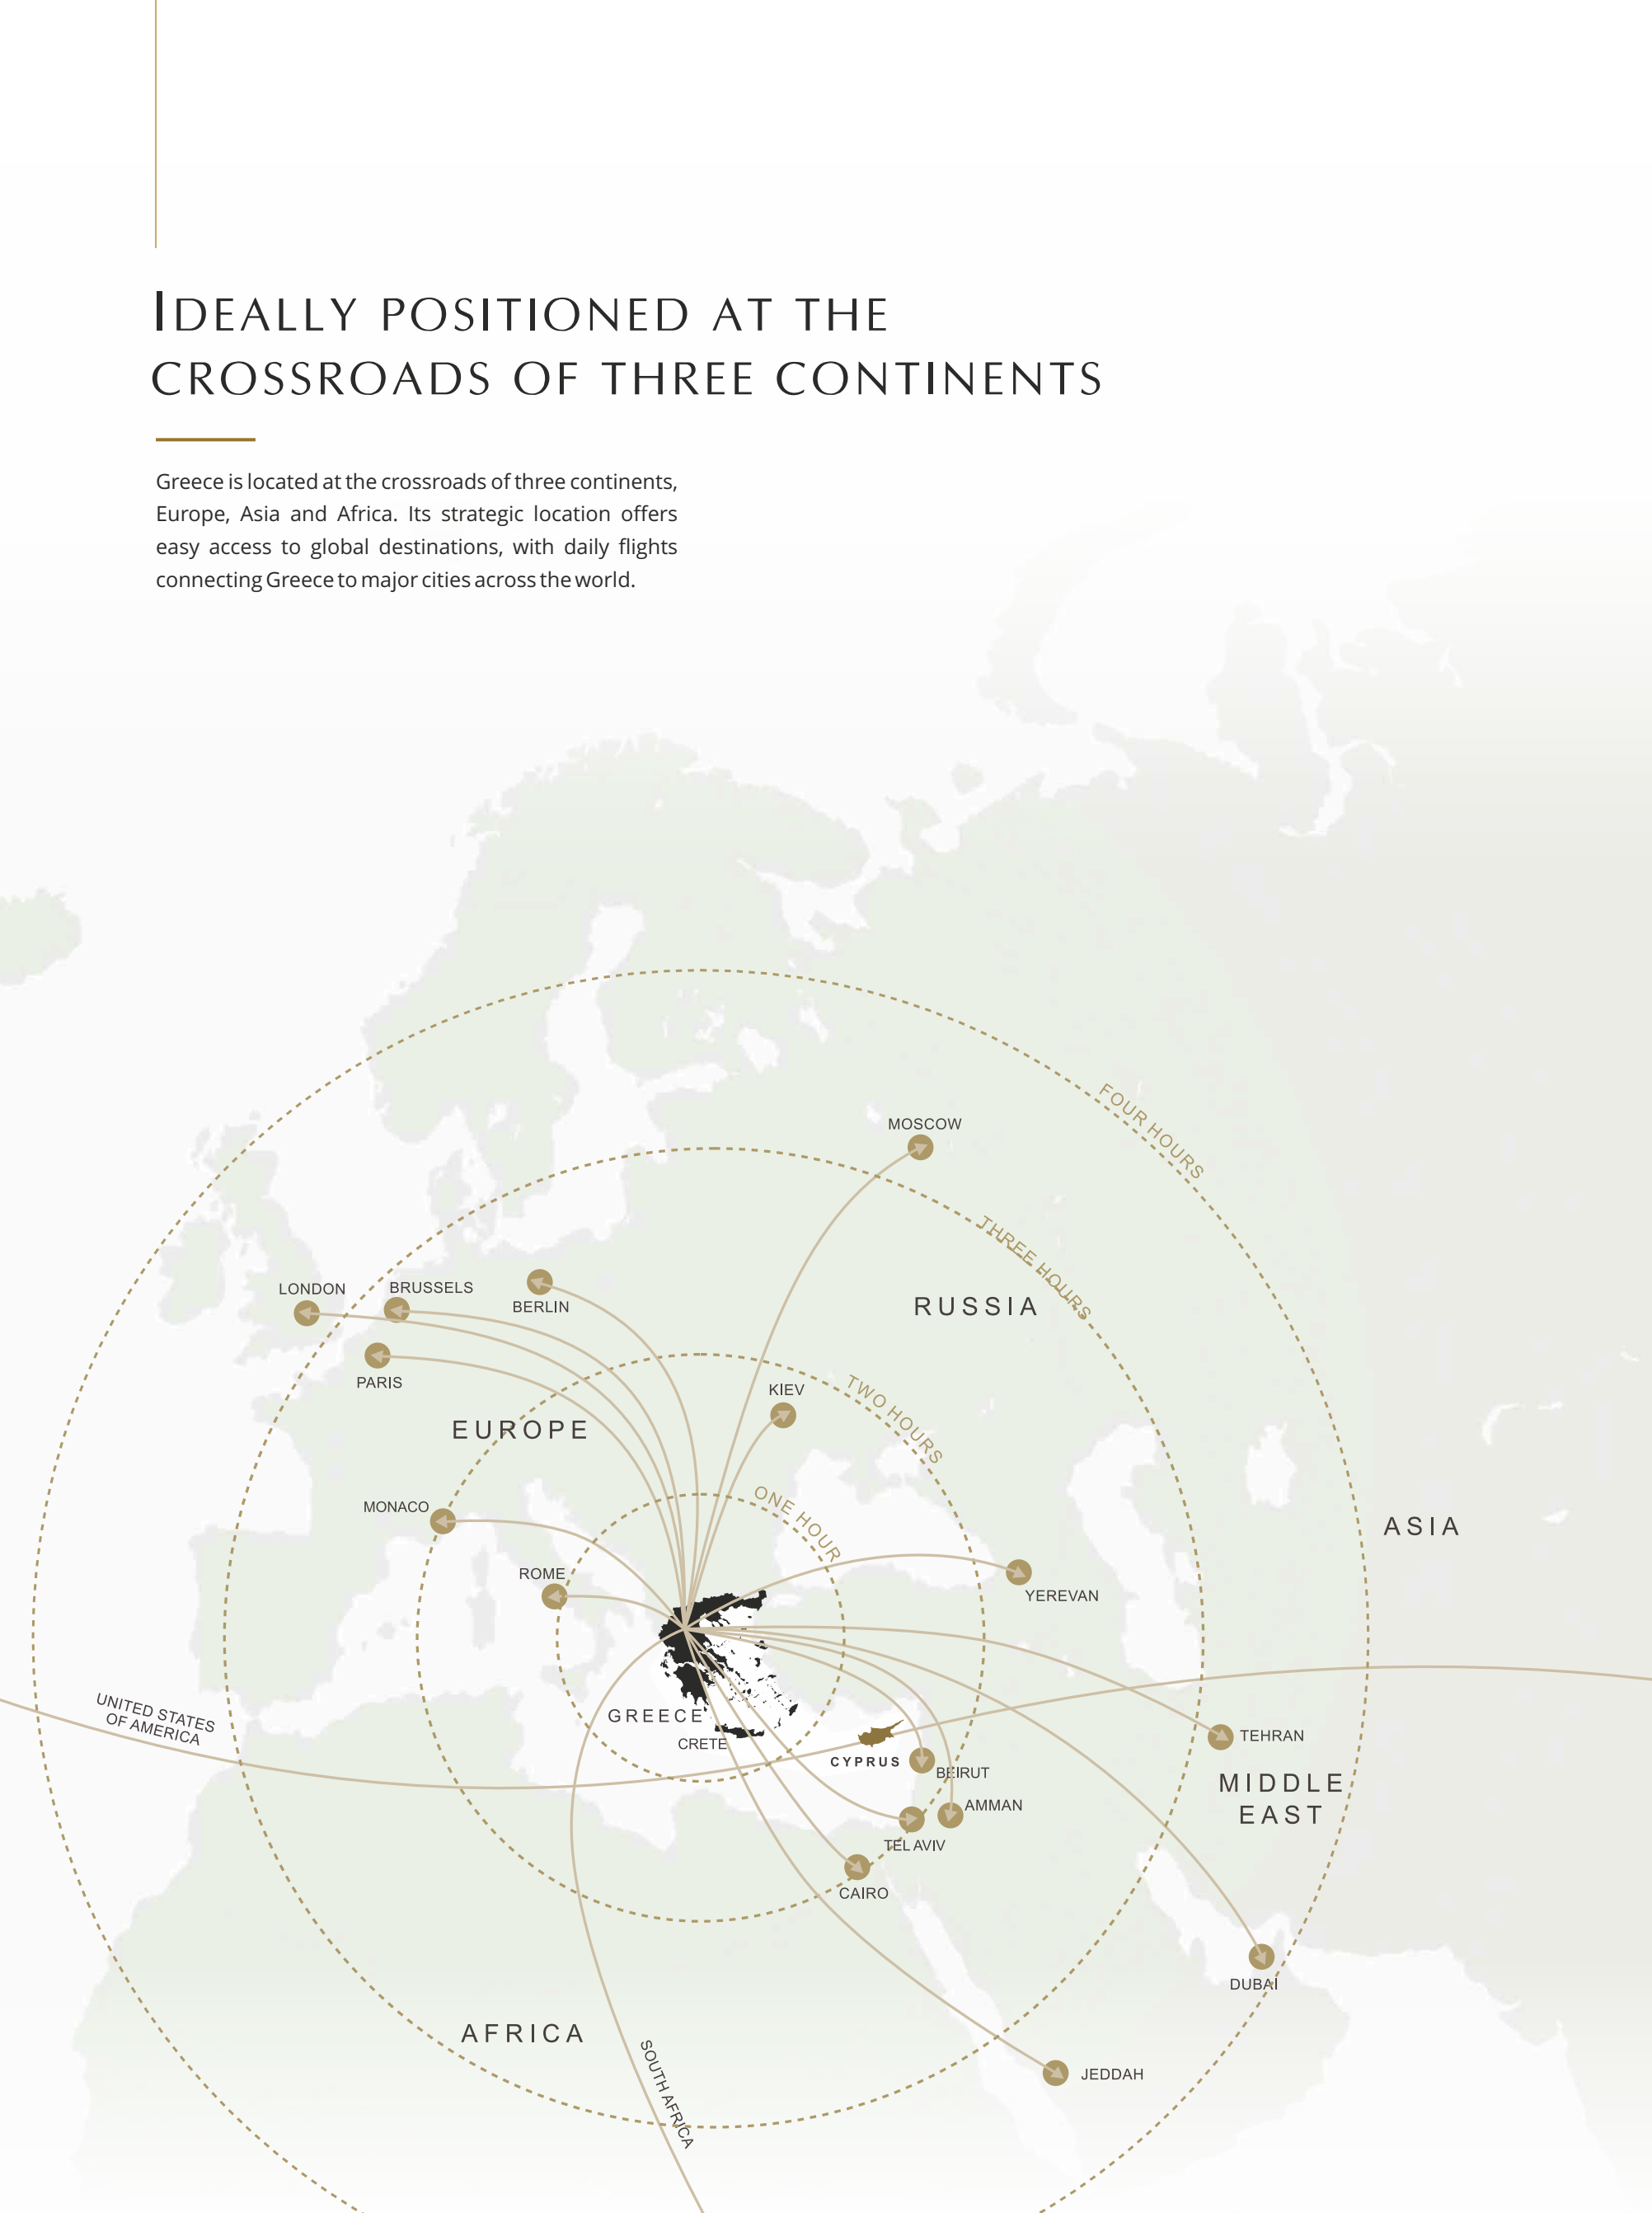 IDEALLY POSITIONED AT THE
CROSSROADS OF THREE CONTINENTS
Greece is located at the crossroads of three continents,
Europe, Asia and Africa. Its strategic location offers
easy access to global destinations, with daily flights
connecting Greece to major cities across the world.
FOUR HOURS
MOSCOW
THREE HOURS
LONDON
BRUSSELS
BERLIN
RUSSIA
PARIS
KIEV
TWO HOURS
EUROPE
MONACO
ONE HOUR
ASIA
ROME
YEREVAN
UNITED STATES
OF AMERICA
GREECE
CRETE
CYPRUS
BEIRUT
TEHRAN
MIDDLE
EAST
AMMAN
TEL AVIV
CAIRO
DUBAÏ
AFRICA
SOUTH AFRICA
JEDDAH